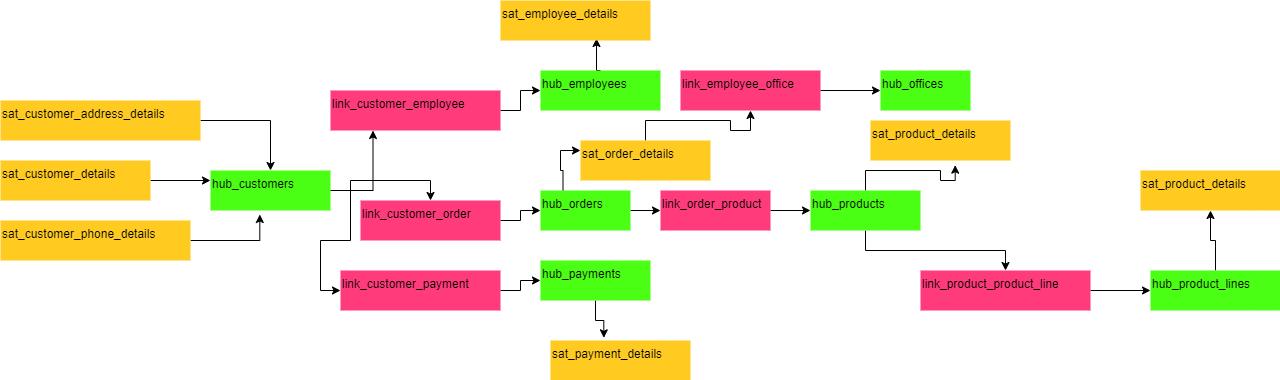 sat_employee_details
hub_employees
link_employee_office
hub_offices
link_customer_employee
sat_customer_address_details
sat_product_details
sat_order_details
sat_customer_details
hub_customers
sat_product_details
link_customer_order
hub_orders
link_order_product
hub_products
sat_customer_phone_details
link_customer_payment
hub_payments
link_product_product_line
hub_product_lines
sat_payment_details